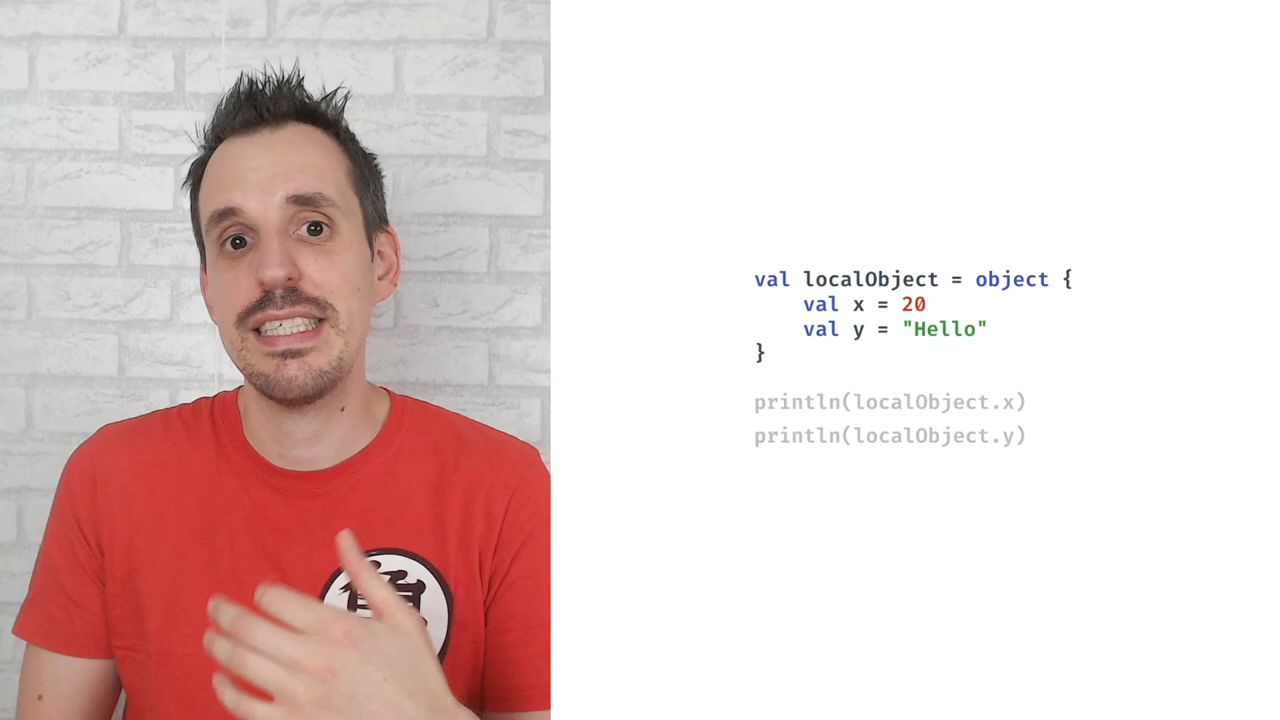 val localObject = object {
    val x = 20
    val y = "Hello"
}
println(localObject.x)
println(localObject.y)